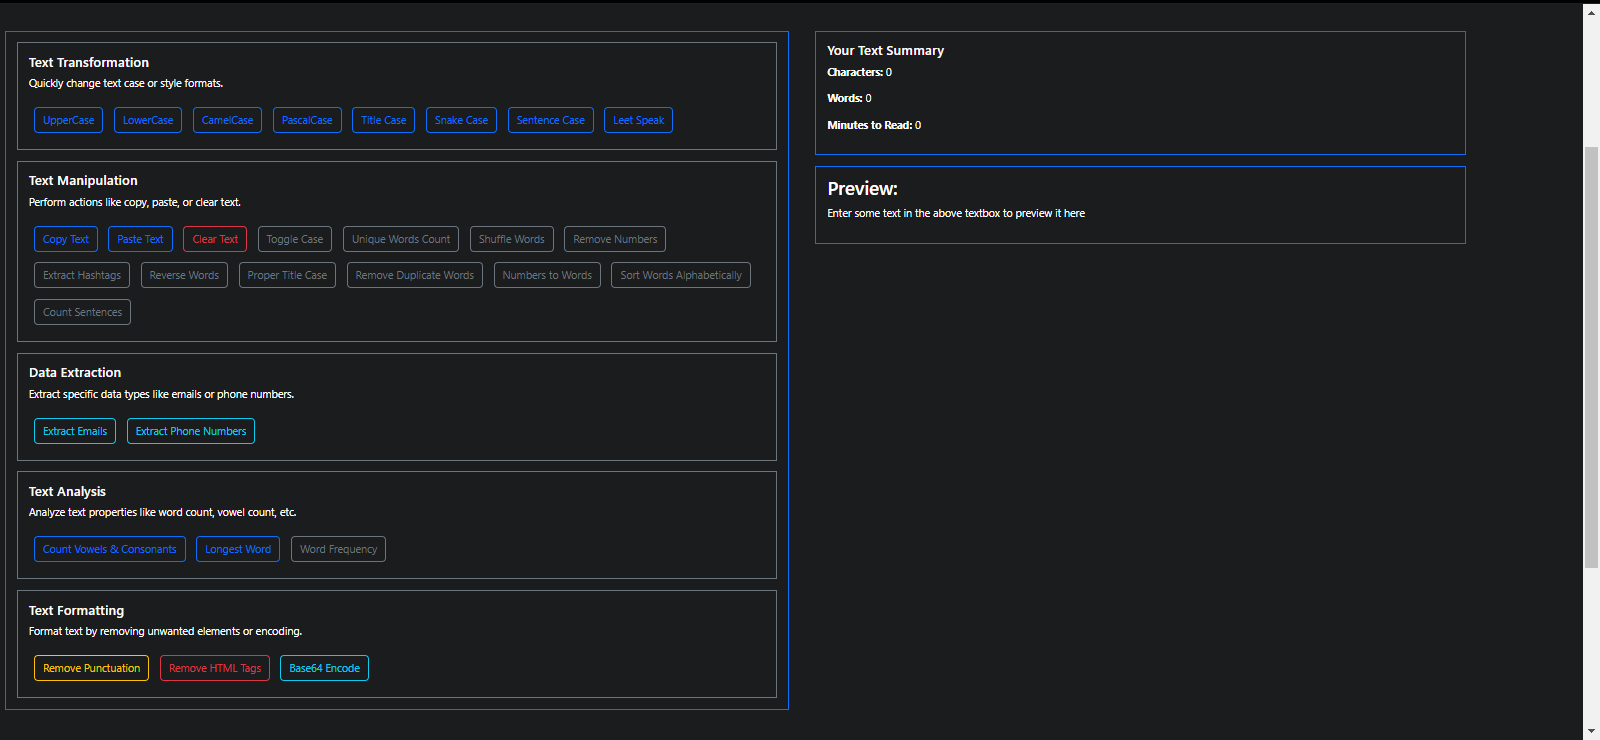 Text Transformation
Quickly change text case or style formats.
UpperCase LowerCase CamelCase PascalCase Title Case Snake Case Sentence Case Leet Speak
Text Manipulation
Perform actions like copy, paste, or clear text.
Copy Text Paste Text Clear Text Toggle Case Unique Words Count Shuffle Words Remove Numbers
Extract Hashtags Reverse Words Proper Title Case Remove Duplicate Words Numbers to Words Sort Words Alphabetically
Count Sentences
Data Extraction
Extract specific data types like emails or phone numbers.
Extract Emails Extract Phone Numbers
Text Analysis
Analyze text properties like word count, vowel count, etc.
Count Vowels & Consonants Longest Word Word Frequency
Text Formatting
Format text by removing unwanted elements or encoding.
Remove Punctuation Remove HTML Tags Base64 Encode
Your Text Summary
Characters: 0
Words: 0
Minutes to Read: 0
Preview:
Enter some text in the above textbox to preview it here